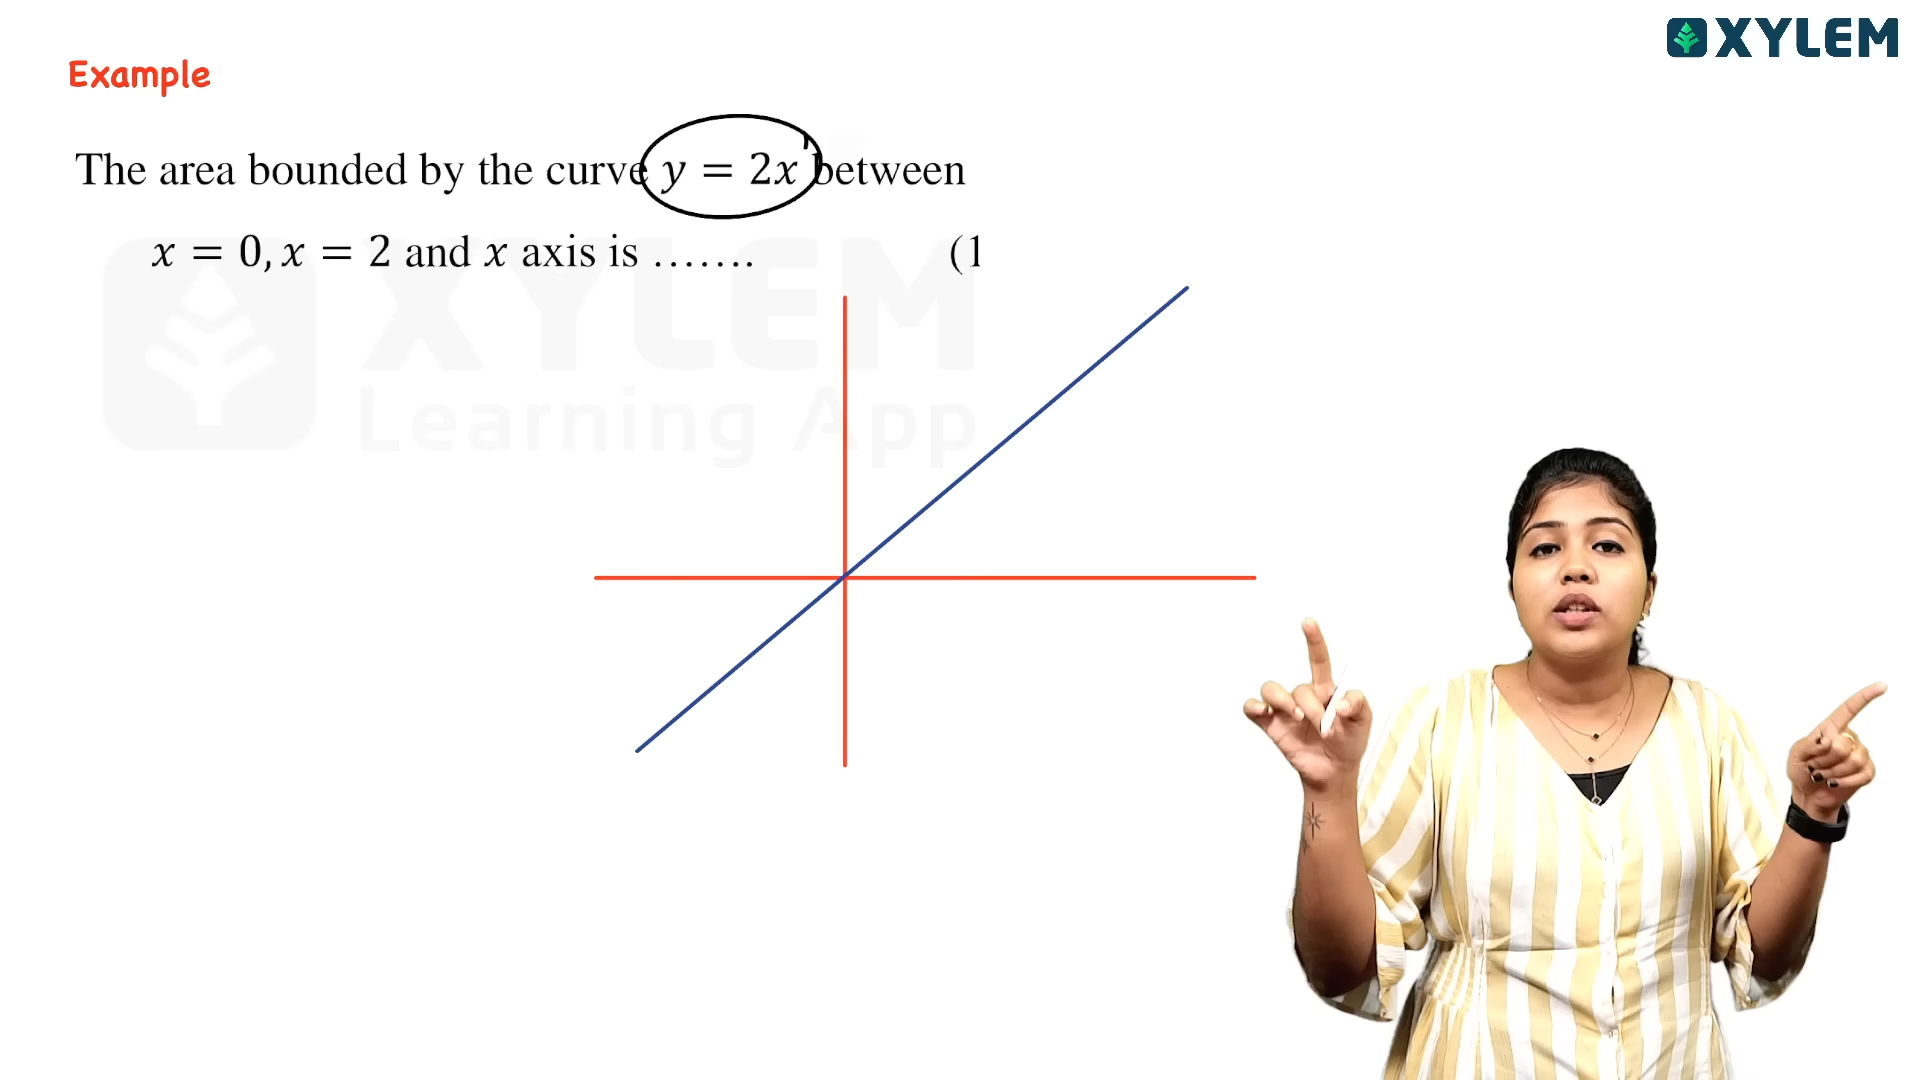 XYLEM
Example
The area bounded by the curve y = 2x between
x = 0, x = 2 and x axis is .......
(1
XYLEM
Learning App